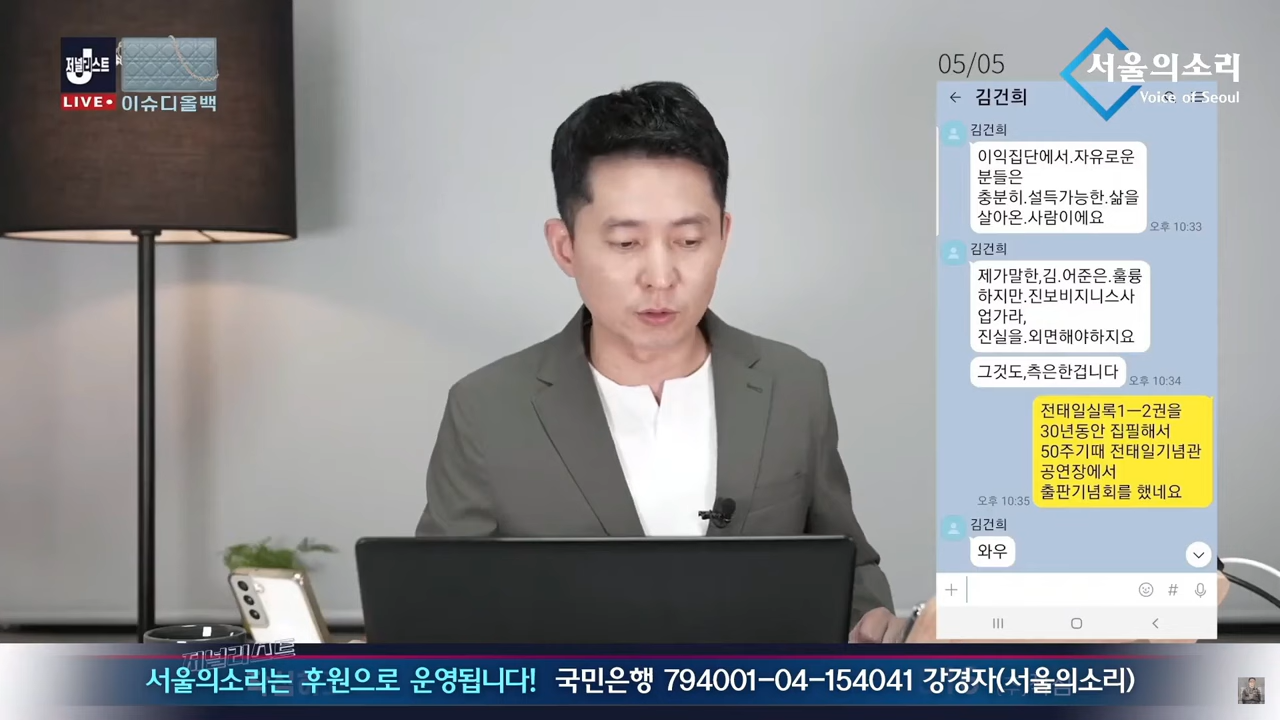 저널리스트
LIVE
이슈디올백
05/05
서울의소리
Voice of Seoul
김건희
김건희
이익집단에서.자유로운
분들은
충분히.설득가능한.삶을
살아온.사람이에요
오후 10:33
김건희
제가말한,김.어준은.훌륭
하지만.진보비지니스사
업가라,
진실을.외면해야하지요
그것도,측은한겁니다
오후 10:34
전태일실록1ㅡ2권을
30년동안 집필해서
50주기때 전태일기념관
공연장에서
출판기념회를 했네요
오후 10:35
김건희
와우
저널리스트
서울의소리는 후원으로 운영됩니다! 국민은행 794001-04-154041 강경자(서울의소리)